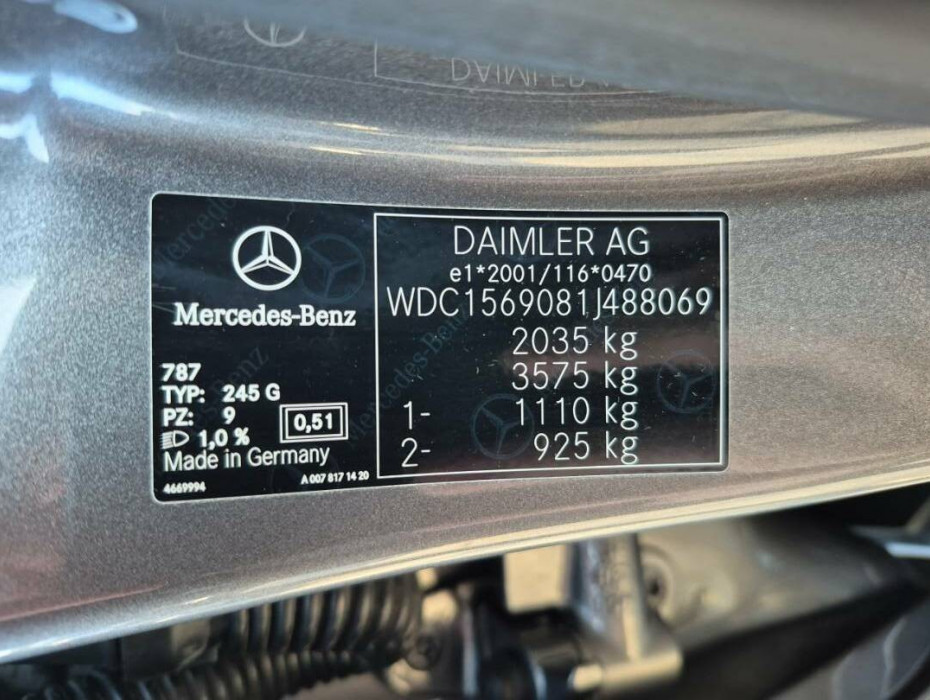 Mercedes-Benz
787
TYP: 245 G
PZ: 9
0,51
1,0 %
Made in Germany
4669994
A 007 817 14 20
DAIMLER AG
e1*2001/116*0470
WDC1569081J488069
2035 kg
3575 kg
1- 1110 kg
2- 925 kg